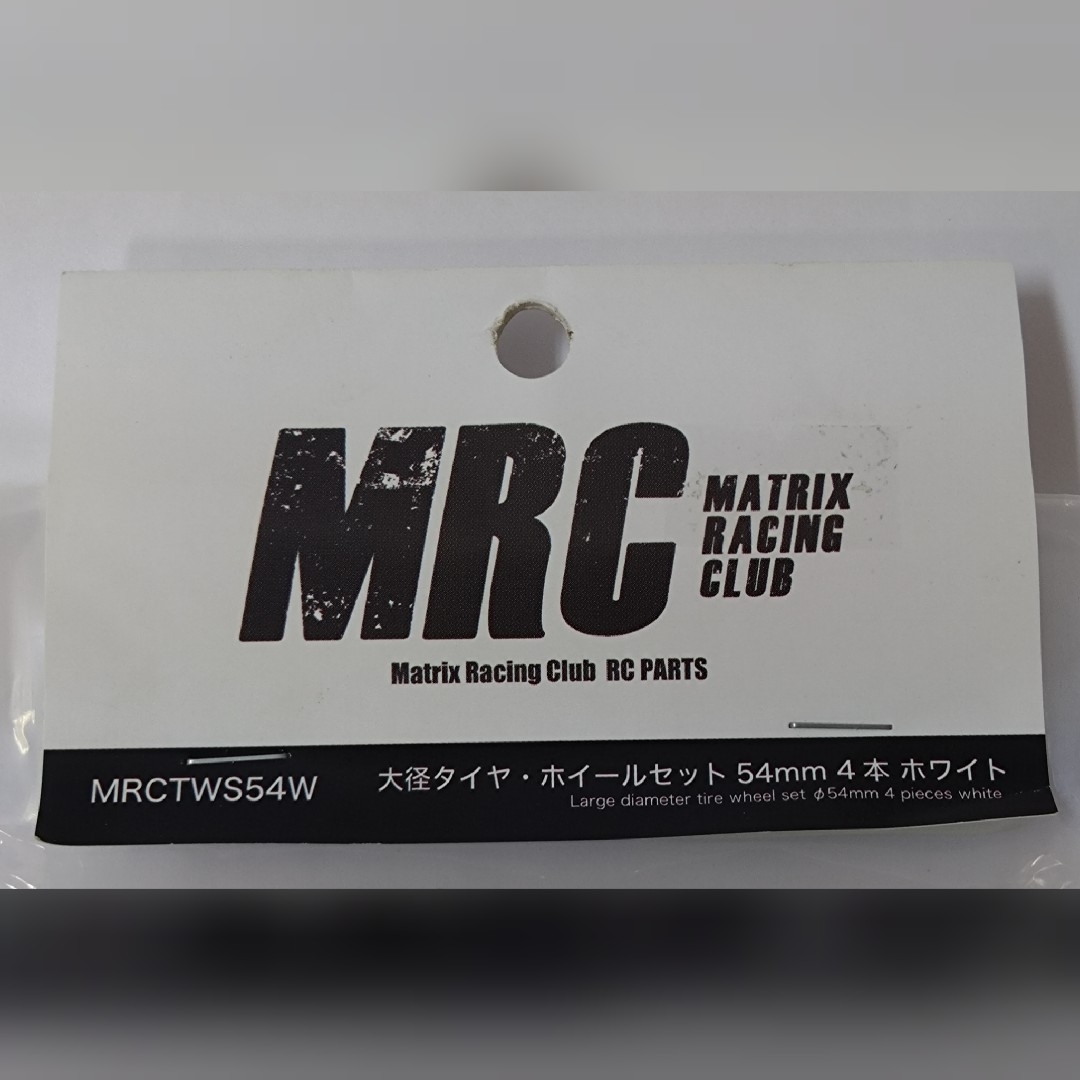 MRC
MATRIX
RACING
CLUB
Matrix Racing Club RC PARTS
MRCTWS54W
大径タイヤ・ホイールセット 54mm 4本 ホワイト
Large diameter tire wheel set φ54mm 4 pieces white